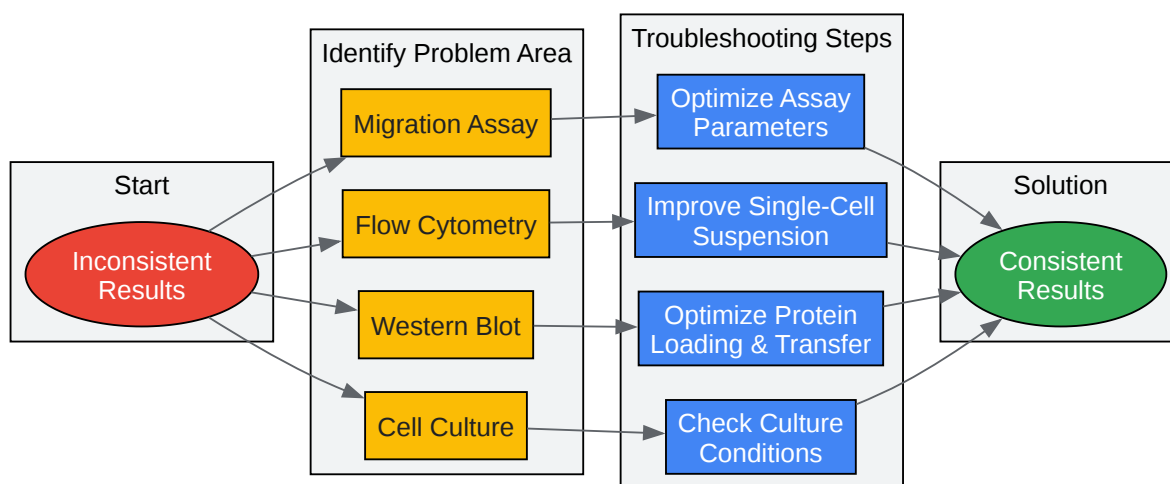 Start
Inconsistent
Results
Identify Problem Area
Migration Assay
Flow Cytometry
Western Blot
Cell Culture
Troubleshooting Steps
Optimize Assay
Parameters
Improve Single-Cell
Suspension
Optimize Protein
Loading & Transfer
Check Culture
Conditions
Solution
Consistent
Results